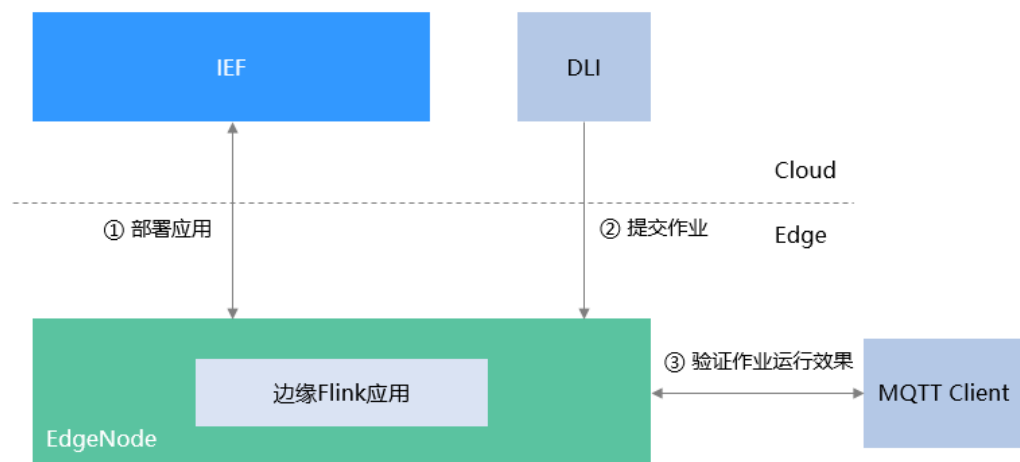 IEF
DLI
Cloud
① 部署应用
② 提交作业
Edge
③ 验证作业运行效果
边缘Flink应用
MQTT Client
EdgeNode